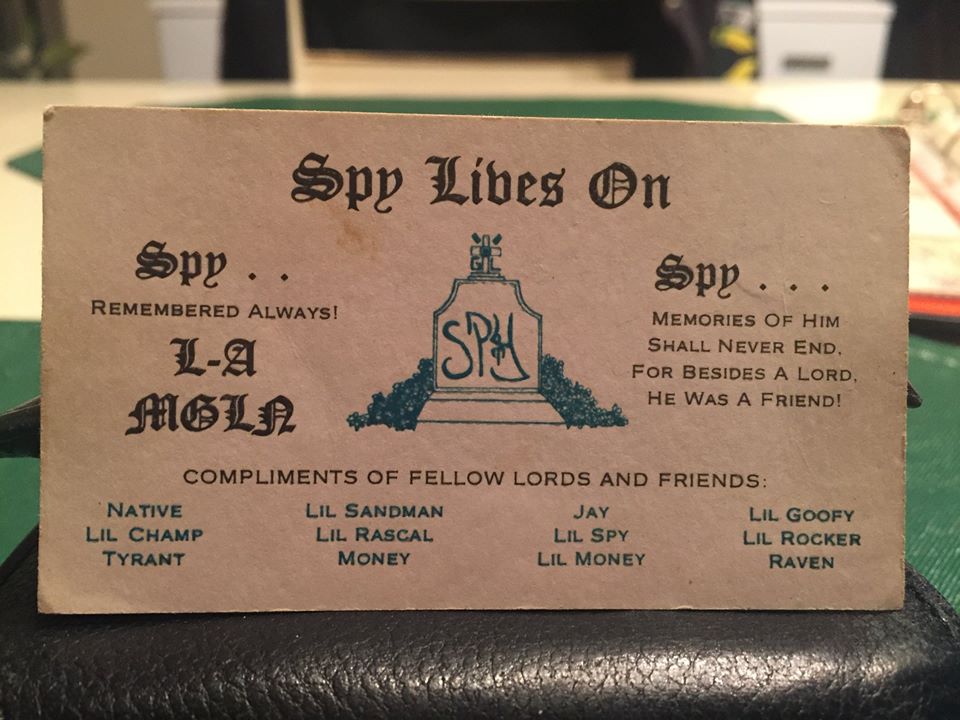 Spy Lives On
Spy . .
Remembered Always!
L-A
MGLN
GL
SPY
Spy . . .
Memories Of Him
Shall Never End,
For Besides A Lord,
He Was A Friend!
COMPLIMENTS OF FELLOW LORDS AND FRIENDS:
Native
Lil Champ
Tyrant
Lil Sandman
Lil Rascal
Money
Jay
Lil Spy
Lil Money
Lil Goofy
Lil Rocker
Raven